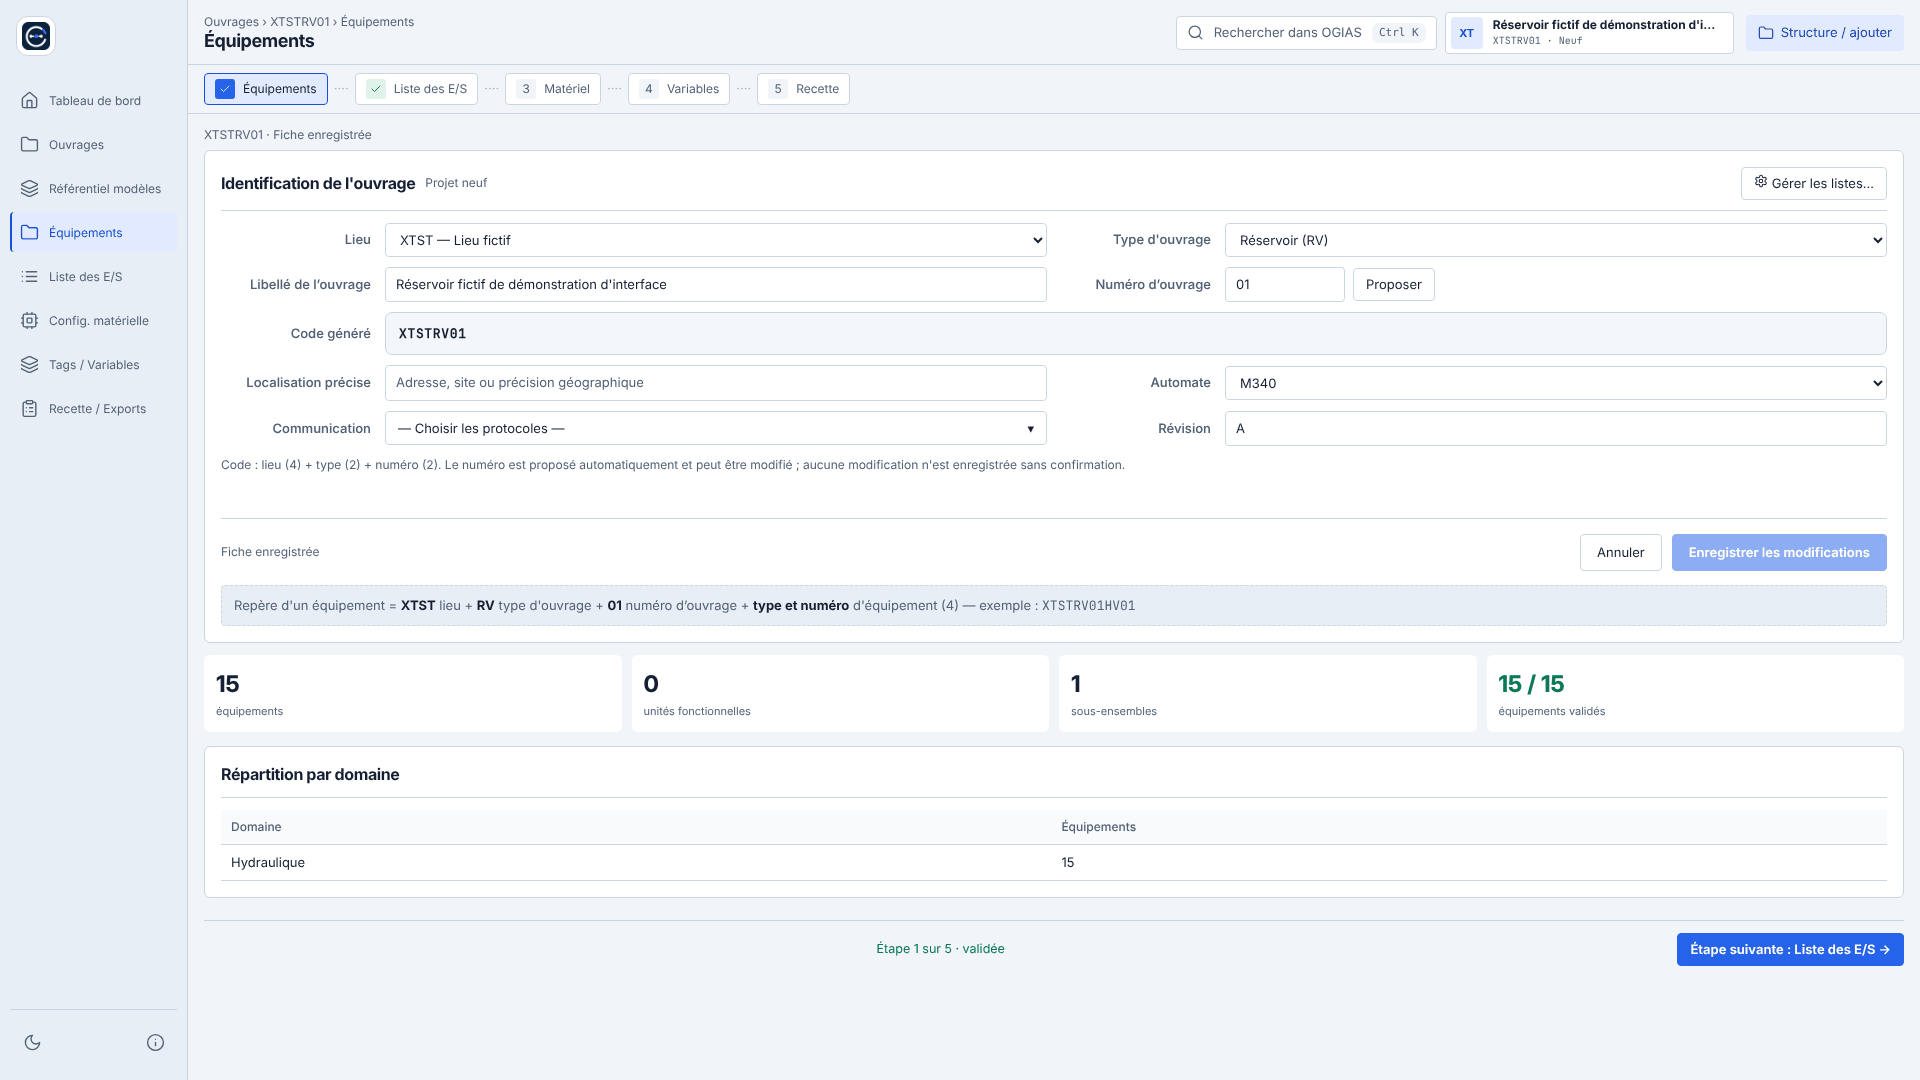 Ouvrages › XTSTRV01 › Équipements
Équipements
Rechercher dans OGIAS Ctrl K
XT
Réservoir fictif de démonstration d'i...
XTSTRV01 · Neuf
Structure / ajouter
Tableau de bord
Ouvrages
Référentiel modèles
Équipements
Liste des E/S
Config. matérielle
Tags / Variables
Recette / Exports
Équipements
Liste des E/S
3 Matériel
4 Variables
5 Recette
XTSTRV01 · Fiche enregistrée
Identification de l'ouvrage Projet neuf
Gérer les listes...
Lieu XTST — Lieu fictif
Type d'ouvrage Réservoir (RV)
Libellé de l’ouvrage Réservoir fictif de démonstration d'interface
Numéro d’ouvrage 01 Proposer
Code généré XTSTRV01
Localisation précise Adresse, site ou précision géographique
Automate M340
Communication — Choisir les protocoles —
Révision A
Code : lieu (4) + type (2) + numéro (2). Le numéro est proposé automatiquement et peut être modifié ; aucune modification n'est enregistrée sans confirmation.
Fiche enregistrée
Annuler
Enregistrer les modifications
Repère d'un équipement = XTST lieu + RV type d'ouvrage + 01 numéro d’ouvrage + type et numéro d'équipement (4) — exemple : XTSTRV01HV01
15
équipements
0
unités fonctionnelles
1
sous-ensembles
15 / 15
équipements validés
Répartition par domaine
Domaine Équipements
Hydraulique 15
Étape 1 sur 5 · validée
Étape suivante : Liste des E/S →